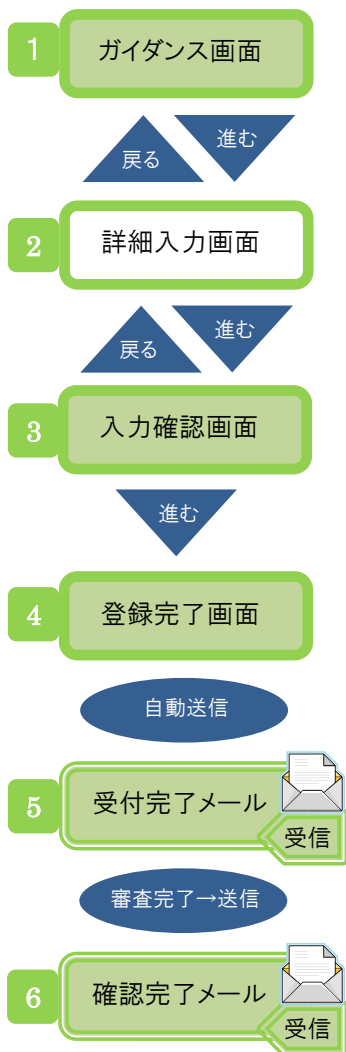 1
ガイダンス画面
戻る
進む
2
詳細入力画面
戻る
進む
3
入力確認画面
進む
4
登録完了画面
自動送信
5
受付完了メール
受信
審査完了→送信
6
確認完了メール
受信